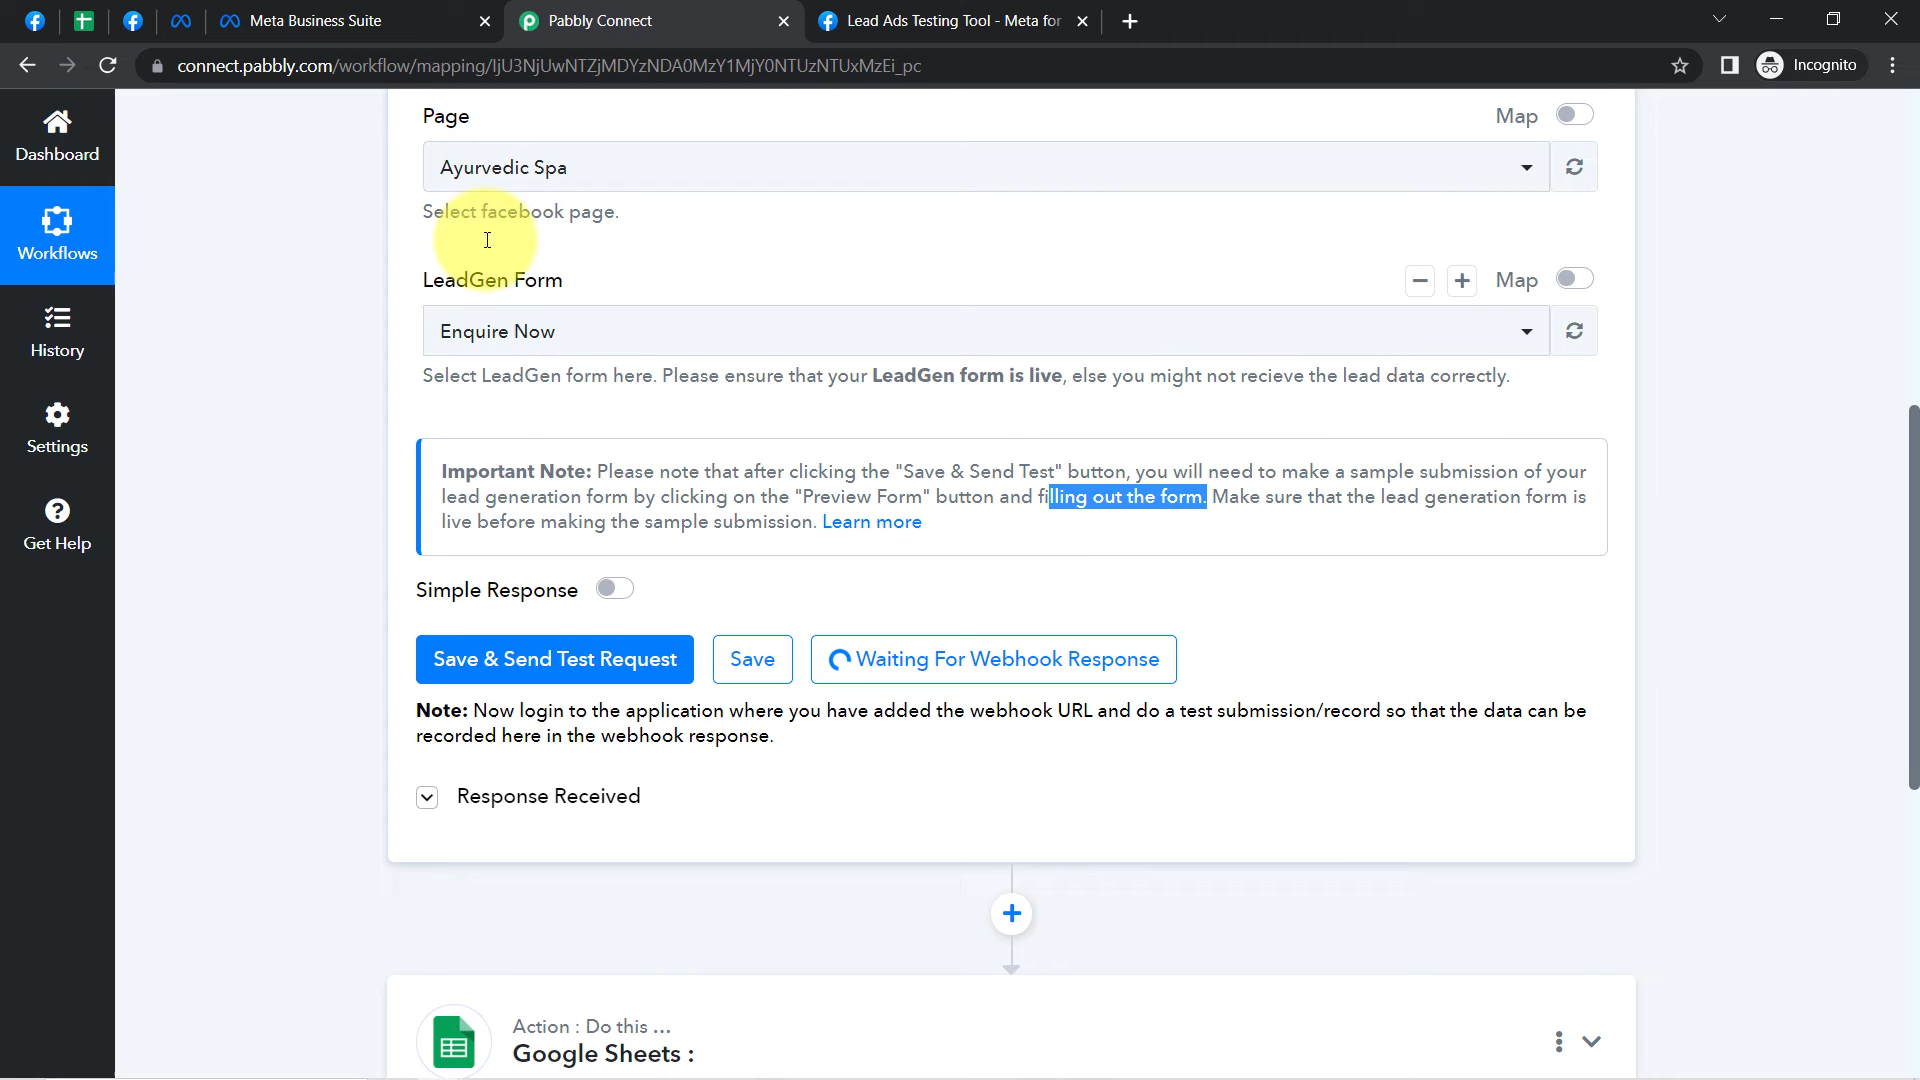 Meta Business Suite
Pabbly Connect
Lead Ads Testing Tool - Meta for
connect.pabbly.com/workflow/mapping/IjU3NjUwNTZjMDYzNDA0MzY1MjY0NTUzNTUxMzEi_pc
Incognito
Dashboard
Workflows
History
Settings
Get Help
Page
Map
Ayurvedic Spa
Select facebook page.
LeadGen Form
Map
Enquire Now
Select LeadGen form here. Please ensure that your LeadGen form is live, else you might not recieve the lead data correctly.
Important Note: Please note that after clicking the "Save & Send Test" button, you will need to make a sample submission of your
lead generation form by clicking on the "Preview Form" button and filling out the form. Make sure that the lead generation form is
live before making the sample submission. Learn more
Simple Response
Save & Send Test Request
Save
Waiting For Webhook Response
Note: Now login to the application where you have added the webhook URL and do a test submission/record so that the data can be
recorded here in the webhook response.
Response Received
Action : Do this ...
Google Sheets :